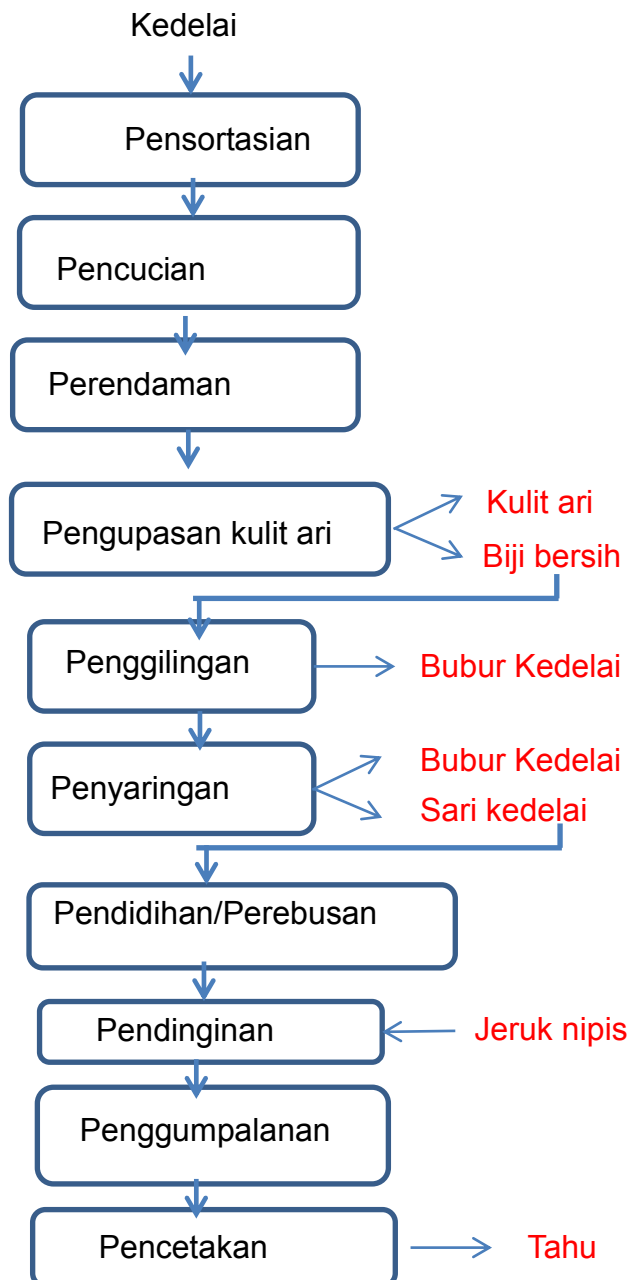 Kedelai
Pensortasian
Pencucian
Perendaman
Pengupasan kulit ari
Kulit ari
Biji bersih
Penggilingan
Bubur Kedelai
Penyaringan
Bubur Kedelai
Sari kedelai
Pendidihan/Perebusan
Pendinginan
Jeruk nipis
Penggumpalanan
Pencetakan
Tahu